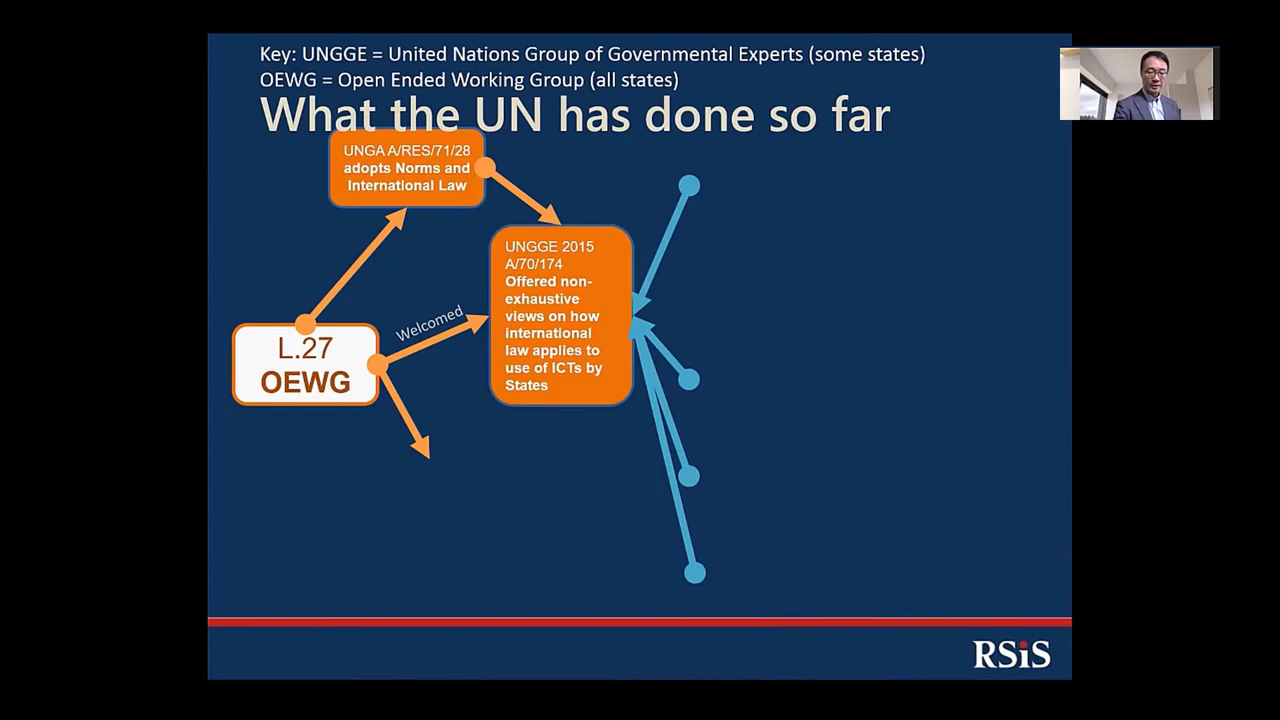 Key: UNGGE = United Nations Group of Governmental Experts (some states)
OEWG = Open Ended Working Group (all states)
What the UN has done so far
UNGA A/RES/71/28
adopts Norms and
International Law
UNGGE 2015
A/70/174
Offered non-
exhaustive
views on how
international
law applies to
use of ICTs by
States
Welcomed
L.27
OEWG
RSiS